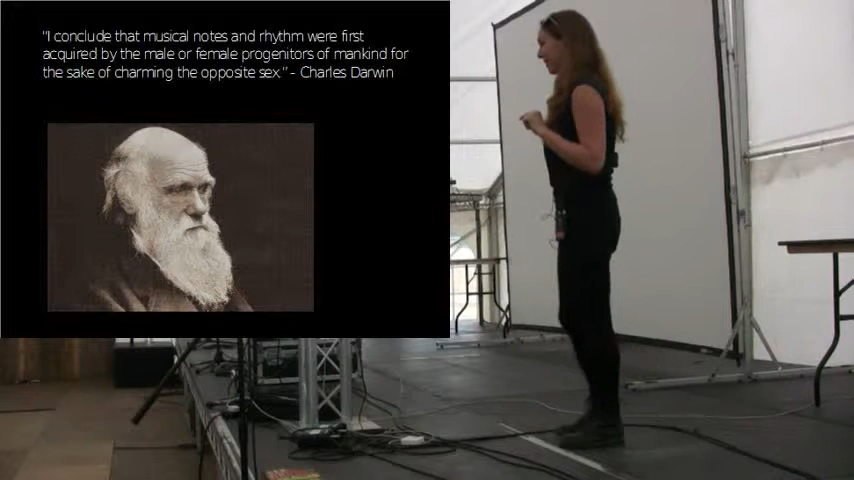 "I conclude that musical notes and rhythm were first
acquired by the male or female progenitors of mankind for
the sake of charming the opposite sex." - Charles Darwin